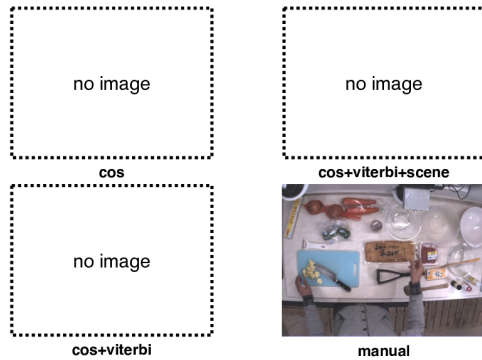 no image
no image
cos
cos+viterbi+scene
no image
cos+viterbi
manual